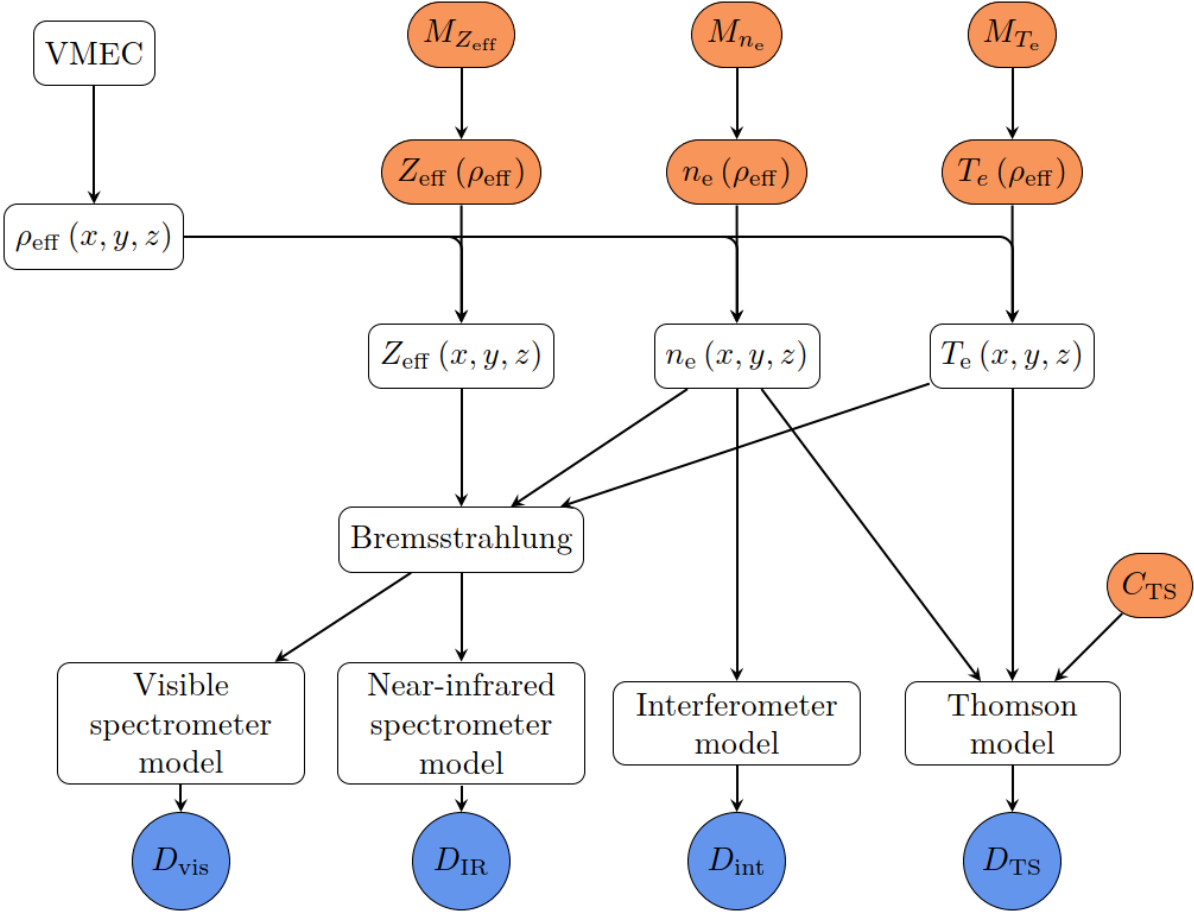 VMEC
M_{Z_eff}
M_{n_e}
M_{T_e}
Z_eff (ρ_eff)
n_e (ρ_eff)
T_e (ρ_eff)
ρ_eff (x, y, z)
Z_eff (x, y, z)
n_e (x, y, z)
T_e (x, y, z)
Bremsstrahlung
C_TS
Visible
spectrometer
model
Near-infrared
spectrometer
model
Interferometer
model
Thomson
model
D_vis
D_IR
D_int
D_TS